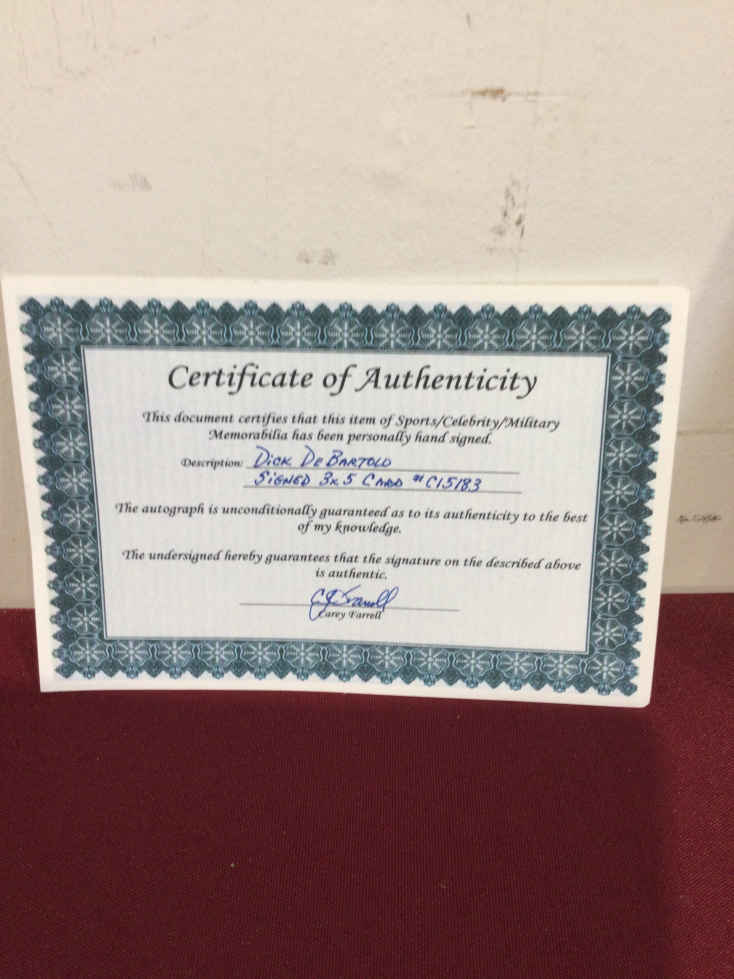 Certificate of Authenticity
This document certifies that this item of Sports/Celebrity/Military
Memorabilia has been personally hand signed.
Description: DICK DEBARTOLO
SIGNED 3x5 CARD #C15183
The autograph is unconditionally guaranteed as to its authenticity to the best
of my knowledge.
The undersigned hereby guarantees that the signature on the described above
is authentic.
Carey Farrell